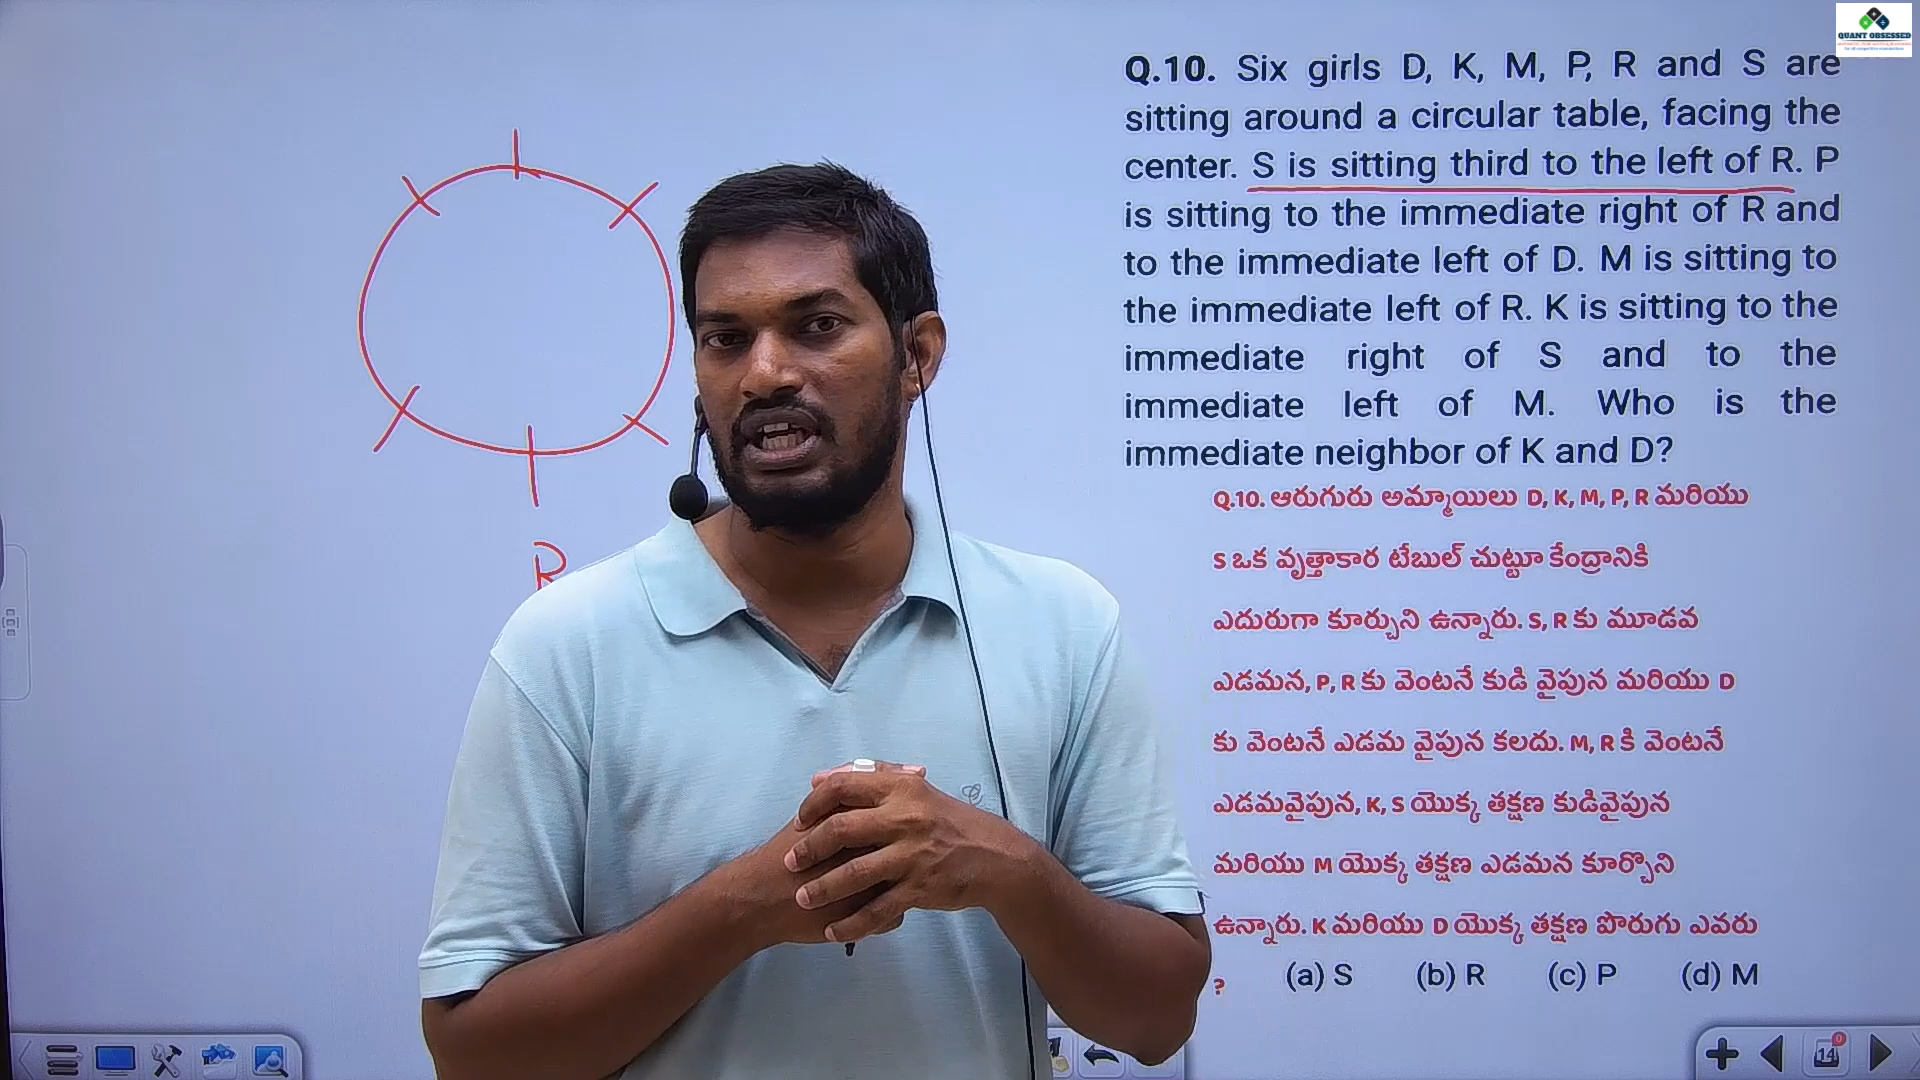 QUANT OBSESSED
Q.10. Six girls D, K, M, P, R and S are
sitting around a circular table, facing the
center. S is sitting third to the left of R. P
is sitting to the immediate right of R and
to the immediate left of D. M is sitting to
the immediate left of R. K is sitting to the
immediate right of S and to the
immediate left of M. Who is the
immediate neighbor of K and D?
Q.10. ఆరుగురు అమ్మాయిలు D, K, M, P, R మరియు
S ఒక వృత్తాకార టేబుల్ చుట్టూ కేంద్రానికి
ఎదురుగా కూర్చుని ఉన్నారు. S, R కు మూడవ
ఎడమన, P, R కు వెంటనే కుడి వైపున మరియు D
కు వెంటనే ఎడమ వైపున కలదు. M, R కి వెంటనే
ఎడమవైపున, K, S యొక్క తక్షణ కుడివైపున
మరియు M యొక్క తక్షణ ఎడమన కూర్చొని
ఉన్నారు. K మరియు D యొక్క తక్షణ పొరుగు ఎవరు
?
(a) S (b) R (c) P (d) M
R
14
0